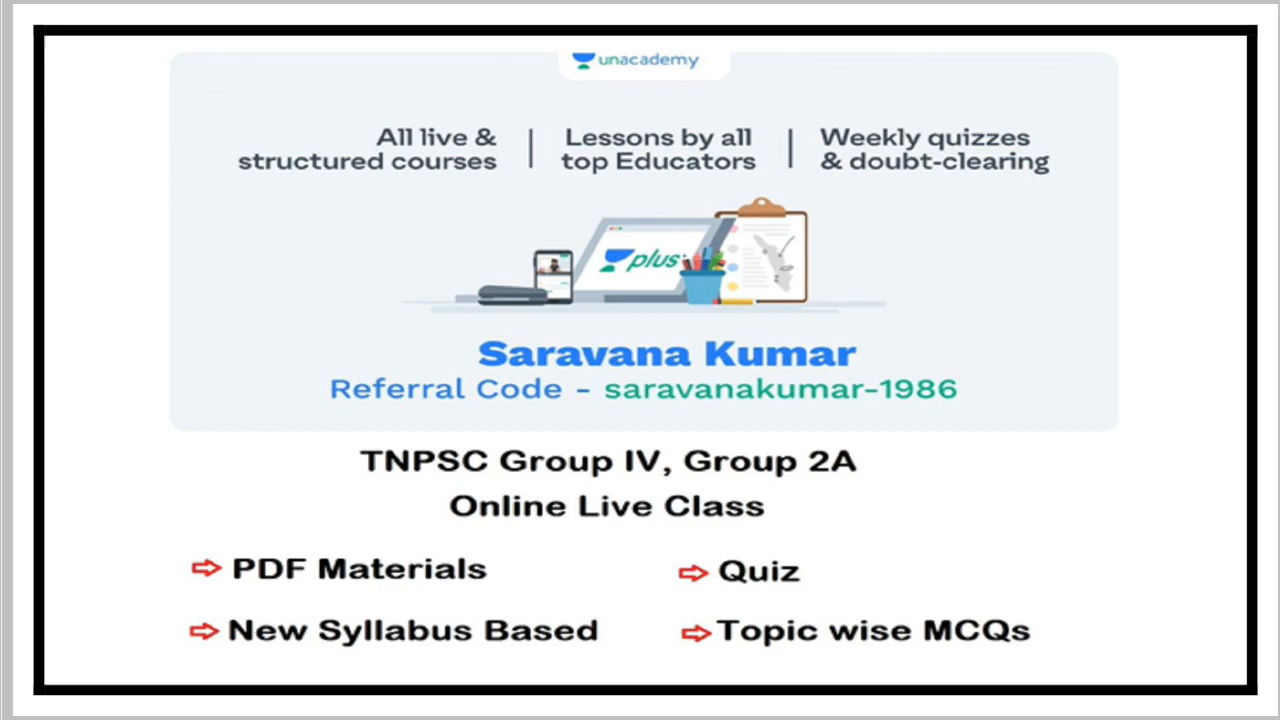 unacademy
All live &
structured courses
Lessons by all
top Educators
Weekly quizzes
& doubt-clearing
plus
Saravana Kumar
Referral Code - saravanakumar-1986
TNPSC Group IV, Group 2A
Online Live Class
PDF Materials
Quiz
New Syllabus Based
Topic wise MCQs